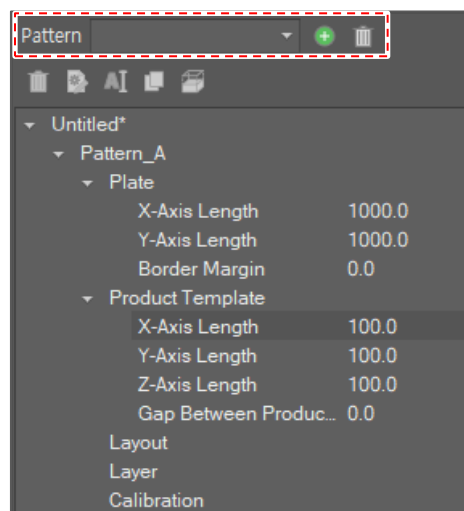 Pattern
Untitled*
Pattern_A
Plate
X-Axis Length 1000.0
Y-Axis Length 1000.0
Border Margin 0.0
Product Template
X-Axis Length 100.0
Y-Axis Length 100.0
Z-Axis Length 100.0
Gap Between Produc... 0.0
Layout
Layer
Calibration